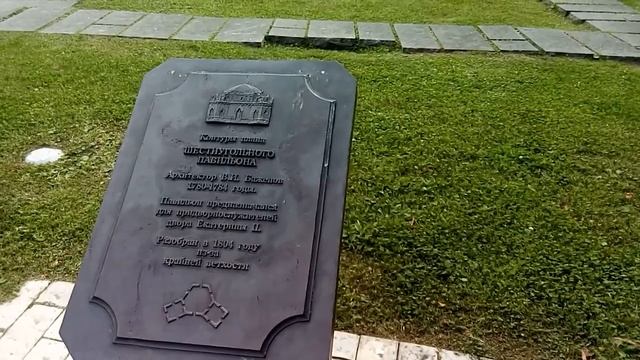 Контуры плана
ШЕСТИУГОЛЬНОГО
ПАВИЛЬОНА
Архитектор В.И. Баженов
1780-1784 годы.
Павильон предназначался
для придворнослужителей
двора Екатерины II.
Разобран в 1804 году
из-за
крайней ветхости